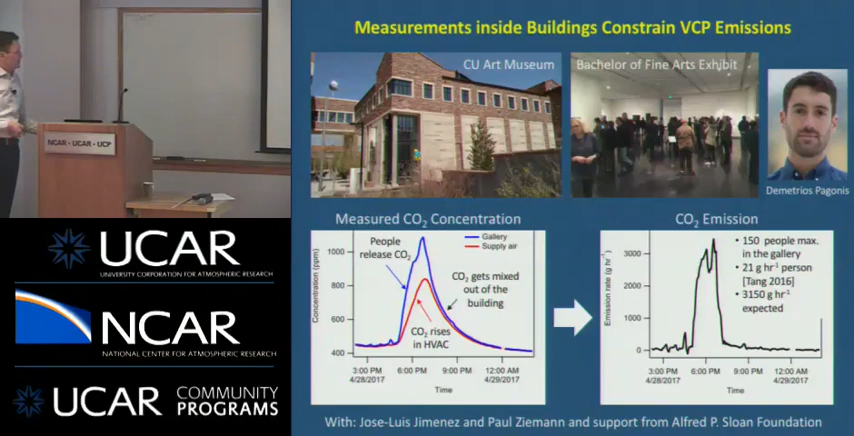 Measurements inside Buildings Constrain VCP Emissions
CU Art Museum
Bachelor of Fine Arts Exhibit
Demetrios Pagonis
NCAR • UCAR • UCP
UCAR
UNIVERSITY CORPORATION FOR ATMOSPHERIC RESEARCH
NCAR
NATIONAL CENTER FOR ATMOSPHERIC RESEARCH
UCAR
COMMUNITY
PROGRAMS
Measured CO2 Concentration
1000
800
600
400
Concentration (ppm)
People
release CO2
Gallery
Supply air
CO2 gets mixed
out of the
building
CO2 rises
in HVAC
3:00 PM
4/28/2017
6:00 PM
9:00 PM
12:00 AM
4/29/2017
Time
CO2 Emission
Emission rate (g hr-1)
3000
2000
1000
0
• 150 people max.
in the gallery
• 21 g hr-1 person
[Tang 2016]
• 3150 g hr-1
expected
3:00 PM
4/28/2017
6:00 PM
9:00 PM
12:00 AM
4/29/2017
Time
With: Jose-Luis Jimenez and Paul Ziemann and support from Alfred P. Sloan Foundation